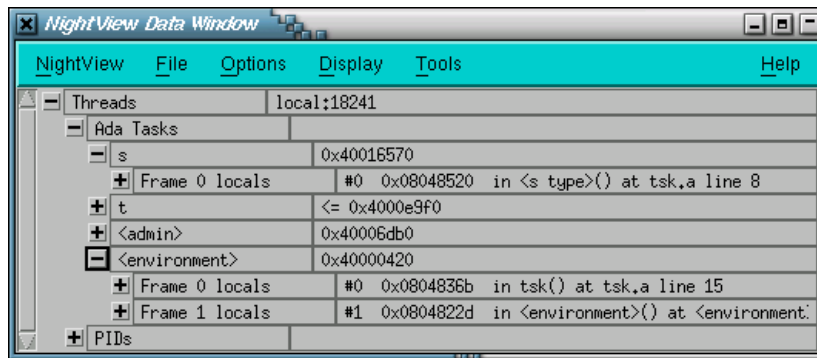 NightView Data Window
NightView File Options Display Tools Help
Threads local:18241
Ada Tasks
s 0x40016570
Frame 0 locals #0 0x08048520 in <s type>() at tsk.a line 8
t <= 0x4000e9f0
<admin> 0x40006db0
<environment> 0x40000420
Frame 0 locals #0 0x0804836b in tsk() at tsk.a line 15
Frame 1 locals #1 0x0804822d in <environment>() at <environment
PIDs